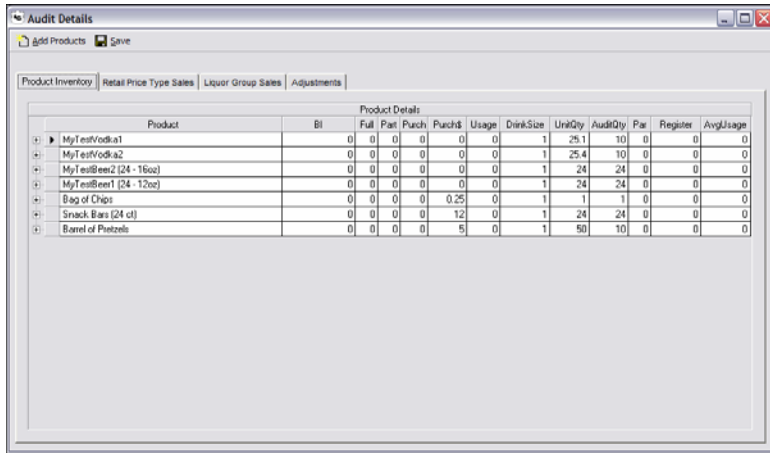 Audit Details
Add Products Save
Product Inventory Retail Price Type Sales Liquor Group Sales Adjustments
Product Details
Product BI Full Part Purch Purch$ Usage DrinkSize UnitQty AuditQty Par Register AvgUsage
MyTestVodka1 0 0 0 0 0 0 1 25.1 10 0 0 0
MyTestVodka2 0 0 0 0 0 0 1 25.4 10 0 0 0
MyTestBeer2 (24 - 16oz) 0 0 0 0 0 0 1 24 24 0 0 0
MyTestBeer1 (24 - 12oz) 0 0 0 0 0 0 1 24 24 0 0 0
Bag of Chips 0 0 0 0 0.25 0 1 1 1 0 0 0
Snack Bars (24 ct) 0 0 0 0 12 0 1 24 24 0 0 0
Barrel of Pretzels 0 0 0 0 5 0 1 50 10 0 0 0